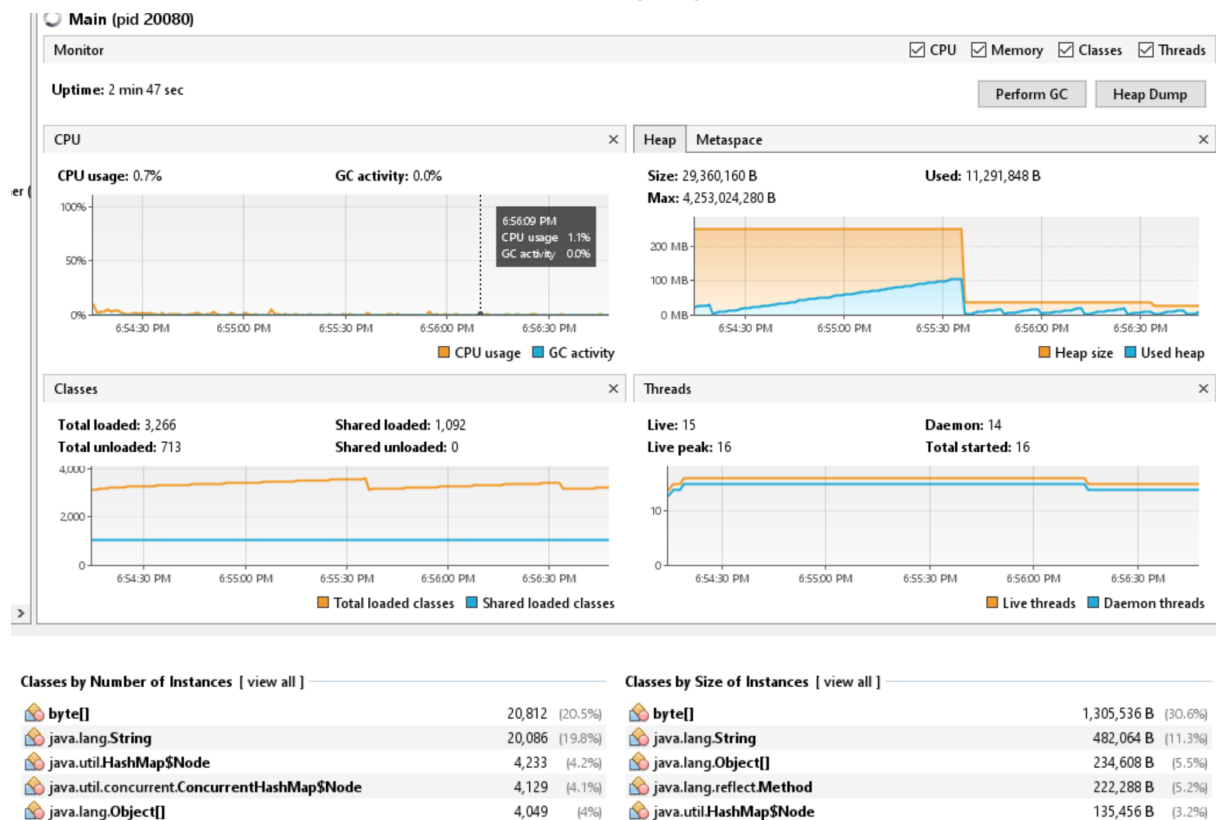 Main (pid 20080)
Monitor
CPU Memory Classes Threads
Uptime: 2 min 47 sec
Perform GC Heap Dump
er (
CPU ×
CPU usage: 0.7% GC activity: 0.0%
100%
50%
0%
6:56:09 PM
CPU usage 1.1%
GC activity 0.0%
6:54:30 PM 6:55:00 PM 6:55:30 PM 6:56:00 PM 6:56:30 PM
CPU usage GC activity
Heap Metaspace ×
Size: 29,360,160 B Used: 11,291,848 B
Max: 4,253,024,280 B
200 MB
100 MB
0 MB
6:54:30 PM 6:55:00 PM 6:55:30 PM 6:56:00 PM 6:56:30 PM
Heap size Used heap
Classes ×
Total loaded: 3,266 Shared loaded: 1,092
Total unloaded: 713 Shared unloaded: 0
4,000
2,000
0
6:54:30 PM 6:55:00 PM 6:55:30 PM 6:56:00 PM 6:56:30 PM
Total loaded classes Shared loaded classes
Threads ×
Live: 15 Daemon: 14
Live peak: 16 Total started: 16
10
0
6:54:30 PM 6:55:00 PM 6:55:30 PM 6:56:00 PM 6:56:30 PM
Live threads Daemon threads
Classes by Number of Instances [ view all ]
byte[] 20,812 (20.5%)
java.lang.String 20,086 (19.8%)
java.util.HashMap$Node 4,233 (4.2%)
java.util.concurrent.ConcurrentHashMap$Node 4,129 (4.1%)
java.lang.Object[] 4,049 (4%)
Classes by Size of Instances [ view all ]
byte[] 1,305,536 B (30.6%)
java.lang.String 482,064 B (11.3%)
java.lang.Object[] 234,608 B (5.5%)
java.lang.reflect.Method 222,288 B (5.2%)
java.util.HashMap$Node 135,456 B (3.2%)